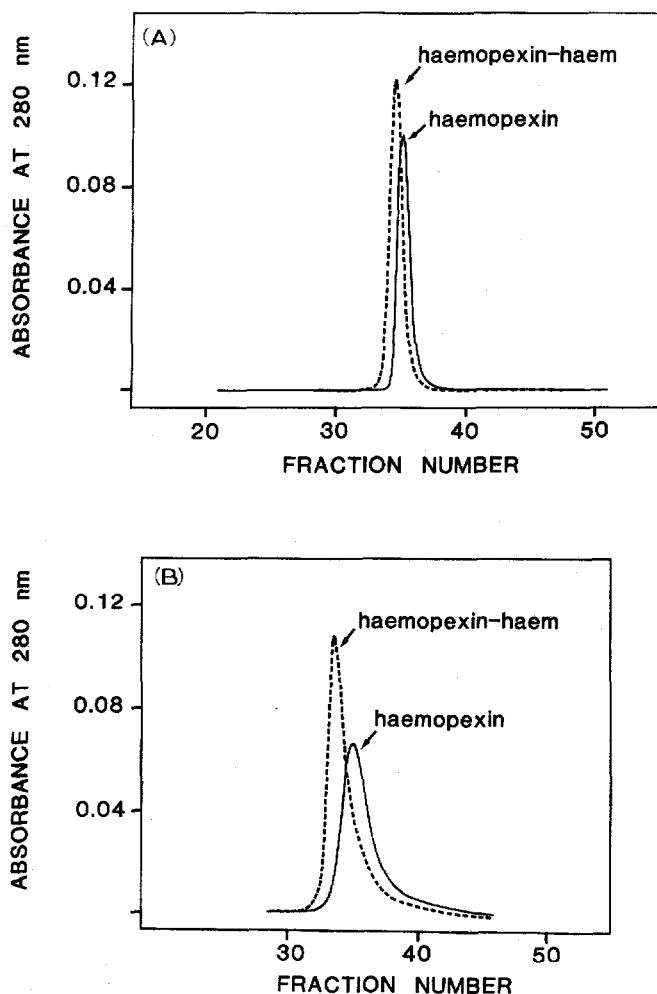 (A)
haemopexin-haem
haemopexin
0.12
0.08
0.04
ABSORBANCE AT 280 nm
20 30 40 50
FRACTION NUMBER
(B)
haemopexin-haem
haemopexin
0.12
0.08
0.04
ABSORBANCE AT 280 nm
30 40 50
FRACTION NUMBER